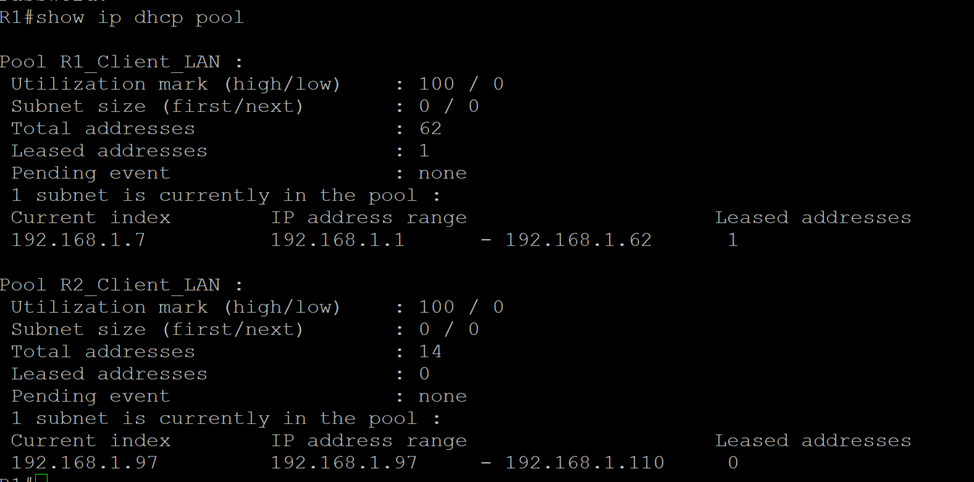 R1#show ip dhcp pool
Pool R1_Client_LAN :
Utilization mark (high/low) : 100 / 0
Subnet size (first/next) : 0 / 0
Total addresses : 62
Leased addresses : 1
Pending event : none
1 subnet is currently in the pool :
Current index IP address range Leased addresses
192.168.1.7 192.168.1.1 - 192.168.1.62 1
Pool R2_Client_LAN :
Utilization mark (high/low) : 100 / 0
Subnet size (first/next) : 0 / 0
Total addresses : 14
Leased addresses : 0
Pending event : none
1 subnet is currently in the pool :
Current index IP address range Leased addresses
192.168.1.97 192.168.1.97 - 192.168.1.110 0
R1#